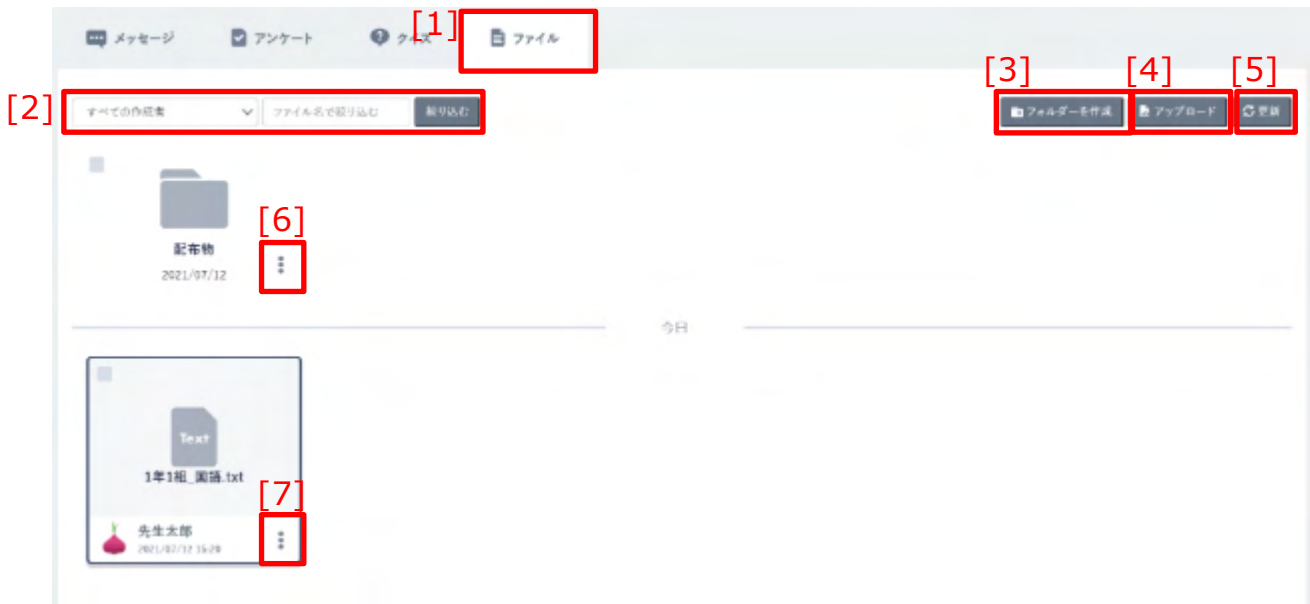 [1]
メッセージ
アンケート
クイズ
ファイル
[2]
すべての作成者
ファイル名で絞り込む
絞り込む
[3]
フォルダーを作成
[4]
アップロード
[5]
更新
[6]
配布物
2021/07/12
今日
Text
1年1組_国語.txt
[7]
先生太郎
2021/07/12 16:20